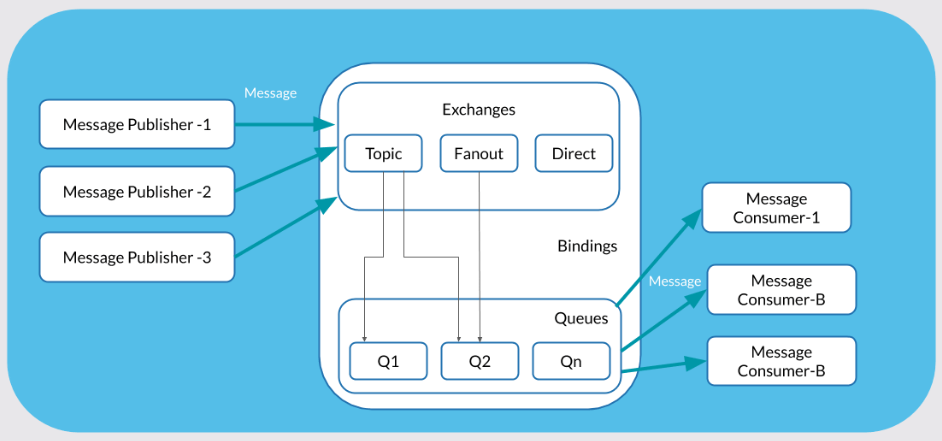 Message
Message Publisher -1
Message Publisher -2
Message Publisher -3
Exchanges
Topic
Fanout
Direct
Bindings
Queues
Q1
Q2
Qn
Message
Message
Consumer-1
Message
Consumer-B
Message
Consumer-B